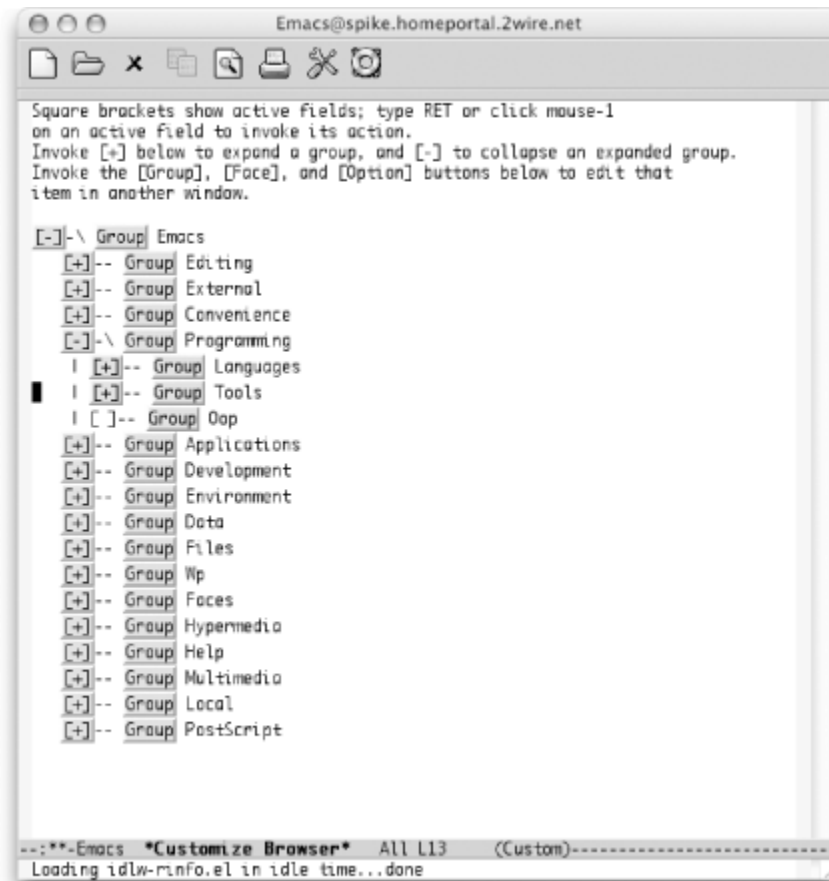 Emacs@spike.homeportal.2wire.net
Square brackets show active fields; type RET or click mouse-1
on an active field to invoke its action.
Invoke [+] below to expand a group, and [-] to collapse an expanded group.
Invoke the [Group], [Face], and [Option] buttons below to edit that
item in another window.
[-]-\ Group Emacs
[+]-- Group Editing
[+]-- Group External
[+]-- Group Convenience
[-]-\ Group Programming
| [+]-- Group Languages
| [+]-- Group Tools
| [ ]-- Group Oop
[+]-- Group Applications
[+]-- Group Development
[+]-- Group Environment
[+]-- Group Data
[+]-- Group Files
[+]-- Group Wp
[+]-- Group Faces
[+]-- Group Hypermedia
[+]-- Group Help
[+]-- Group Multimedia
[+]-- Group Local
[+]-- Group PostScript
--:**-Emacs *Customize Browser* All L13 (Custom)--------------------------
Loading idlw-rinfo.el in idle time...done